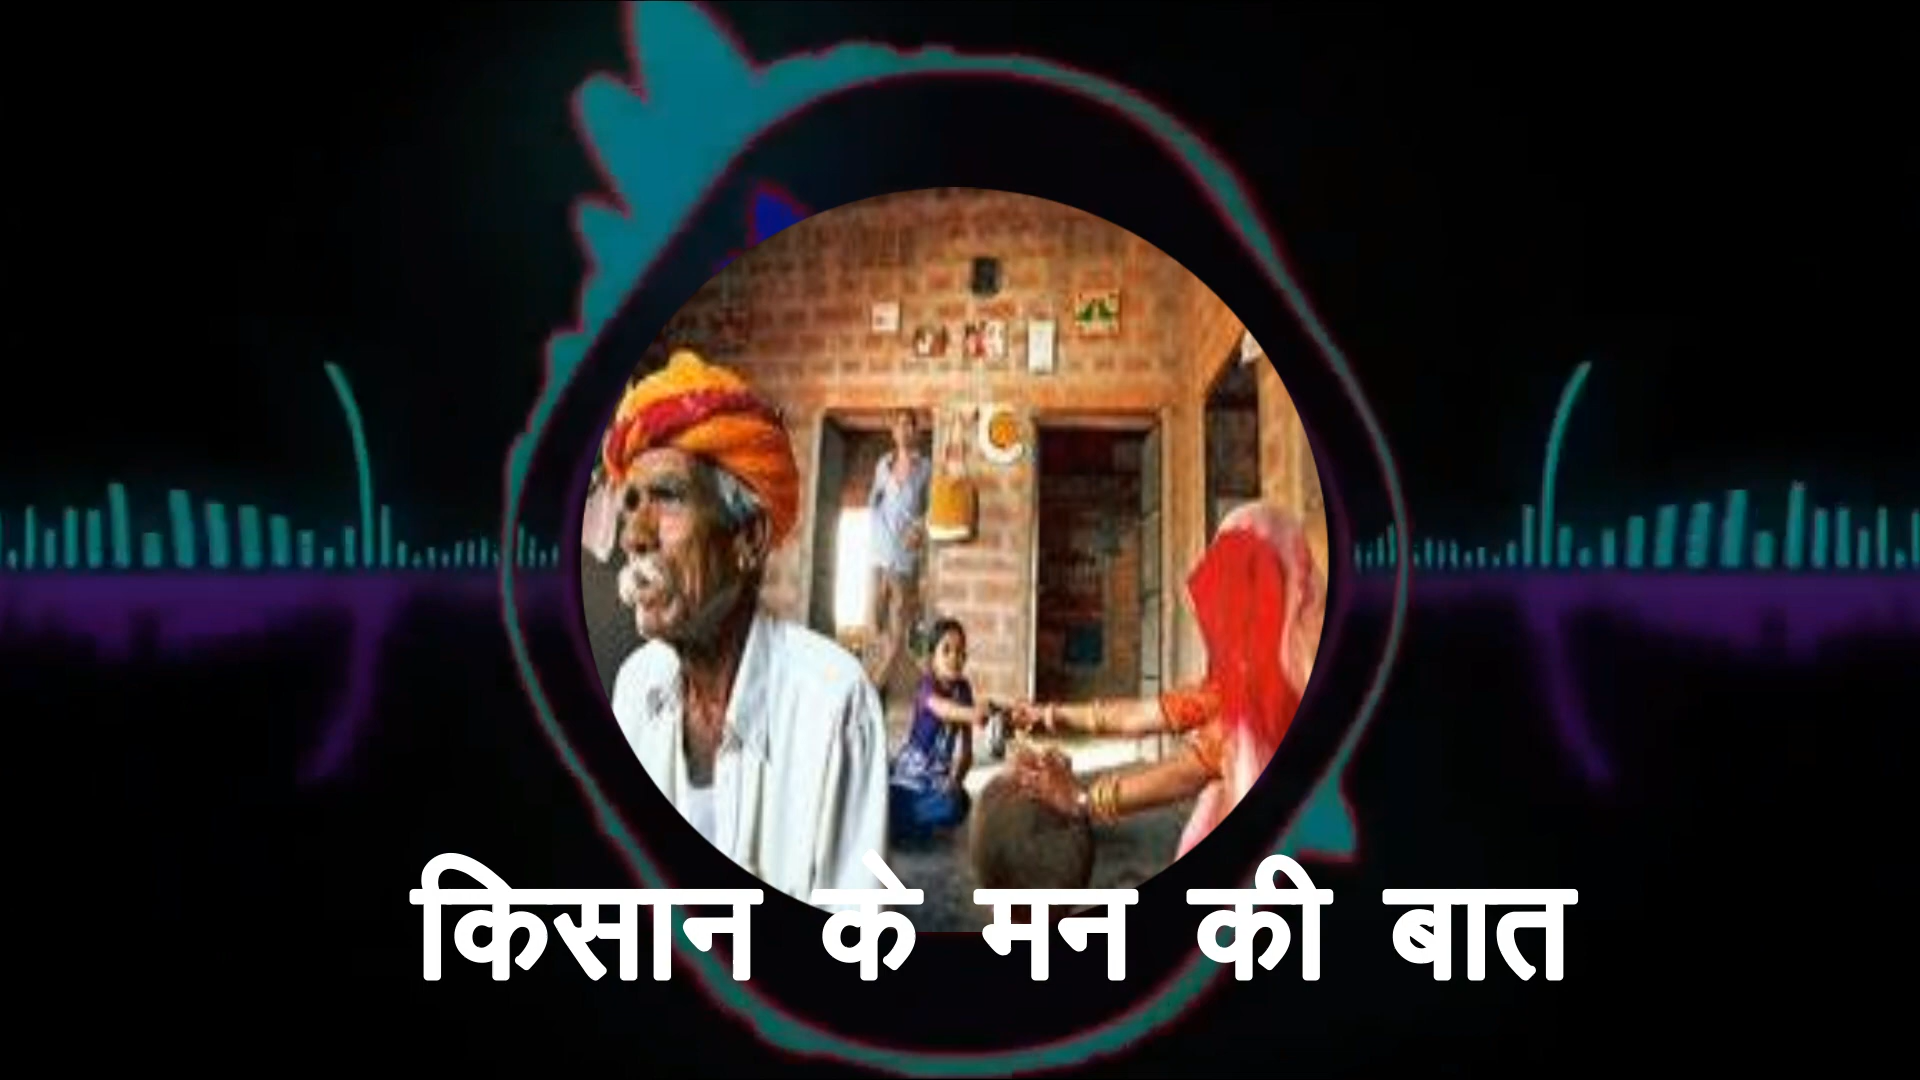 किसान के मन की बात